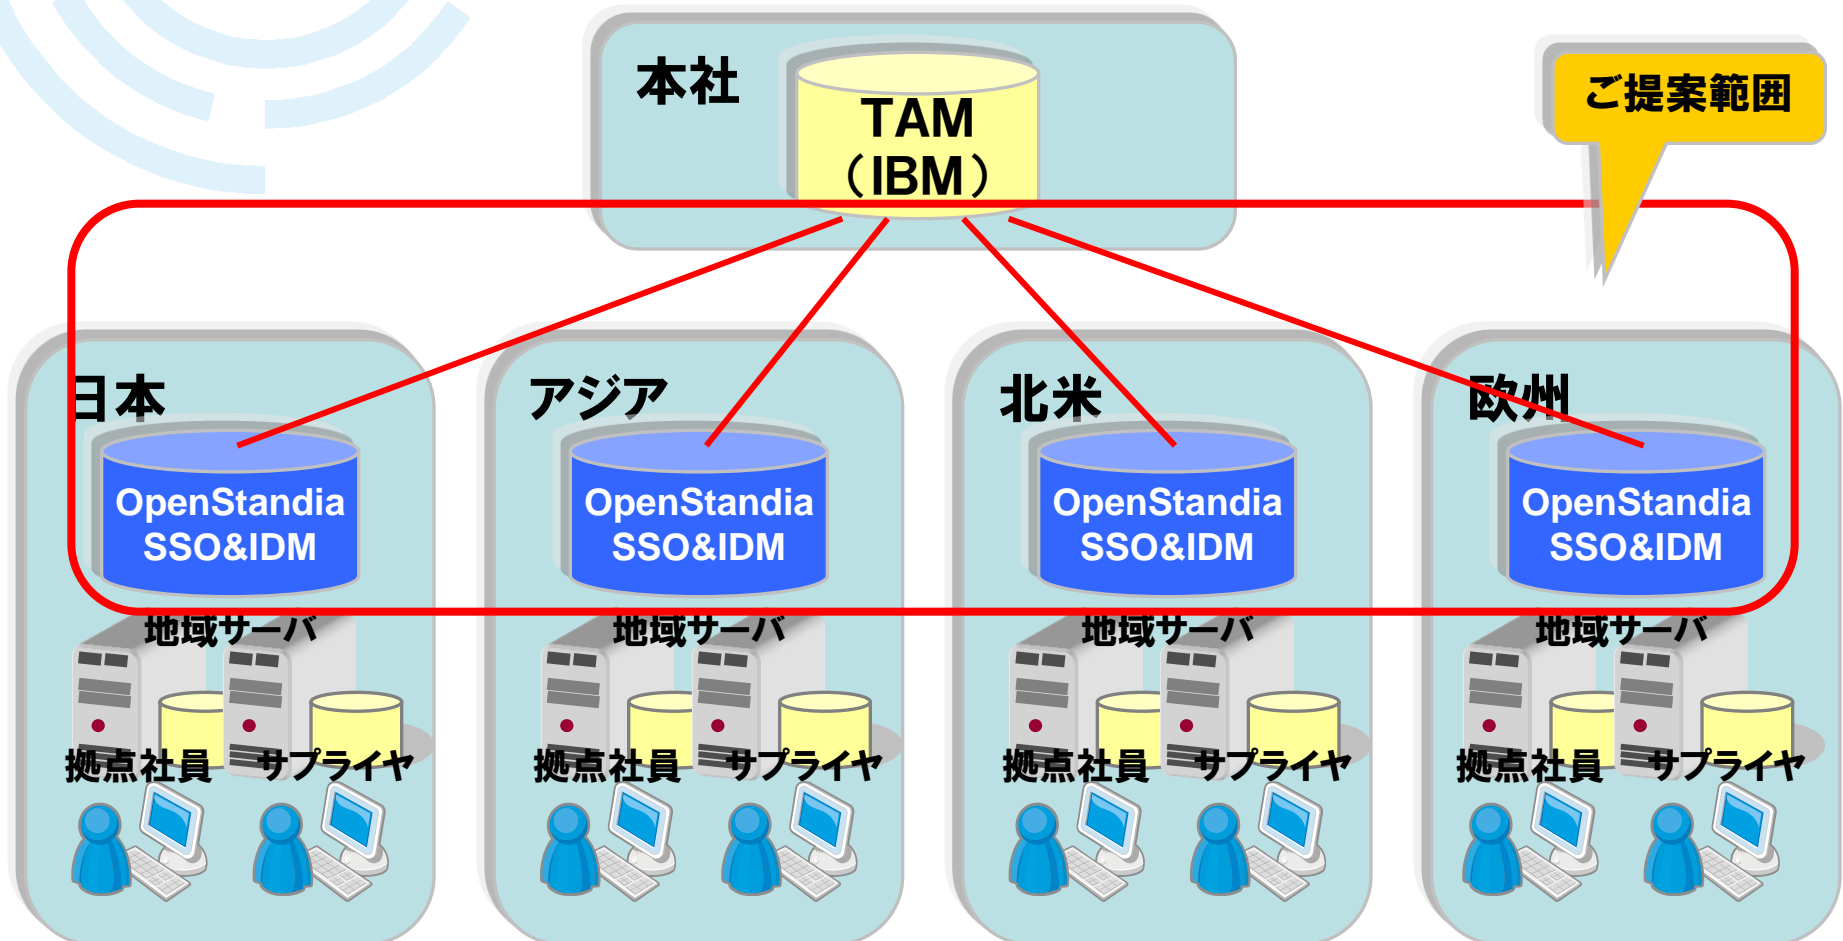 本社
TAM
（IBM）
ご提案範囲
日本
OpenStandia
SSO&IDM
地域サーバ
拠点社員
サプライヤ
アジア
OpenStandia
SSO&IDM
地域サーバ
拠点社員
サプライヤ
北米
OpenStandia
SSO&IDM
地域サーバ
拠点社員
サプライヤ
欧州
OpenStandia
SSO&IDM
地域サーバ
拠点社員
サプライヤ